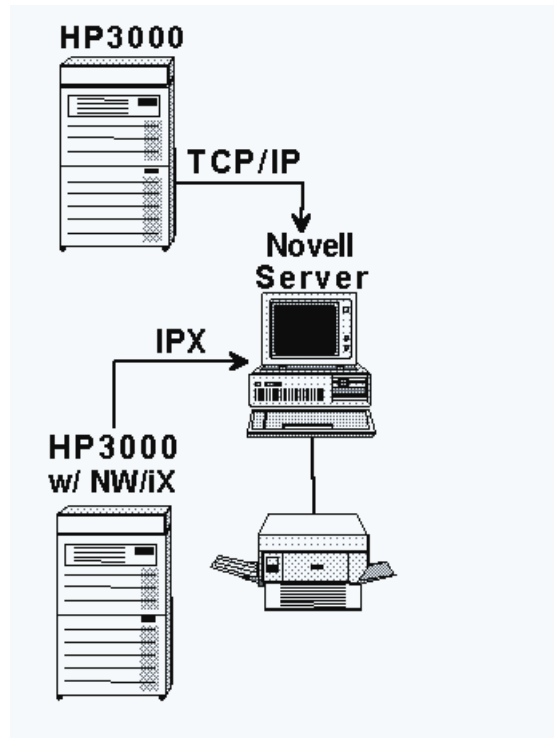 HP3000
TCP/IP
Novell
Server
IPX
HP3000
w/ NW/iX